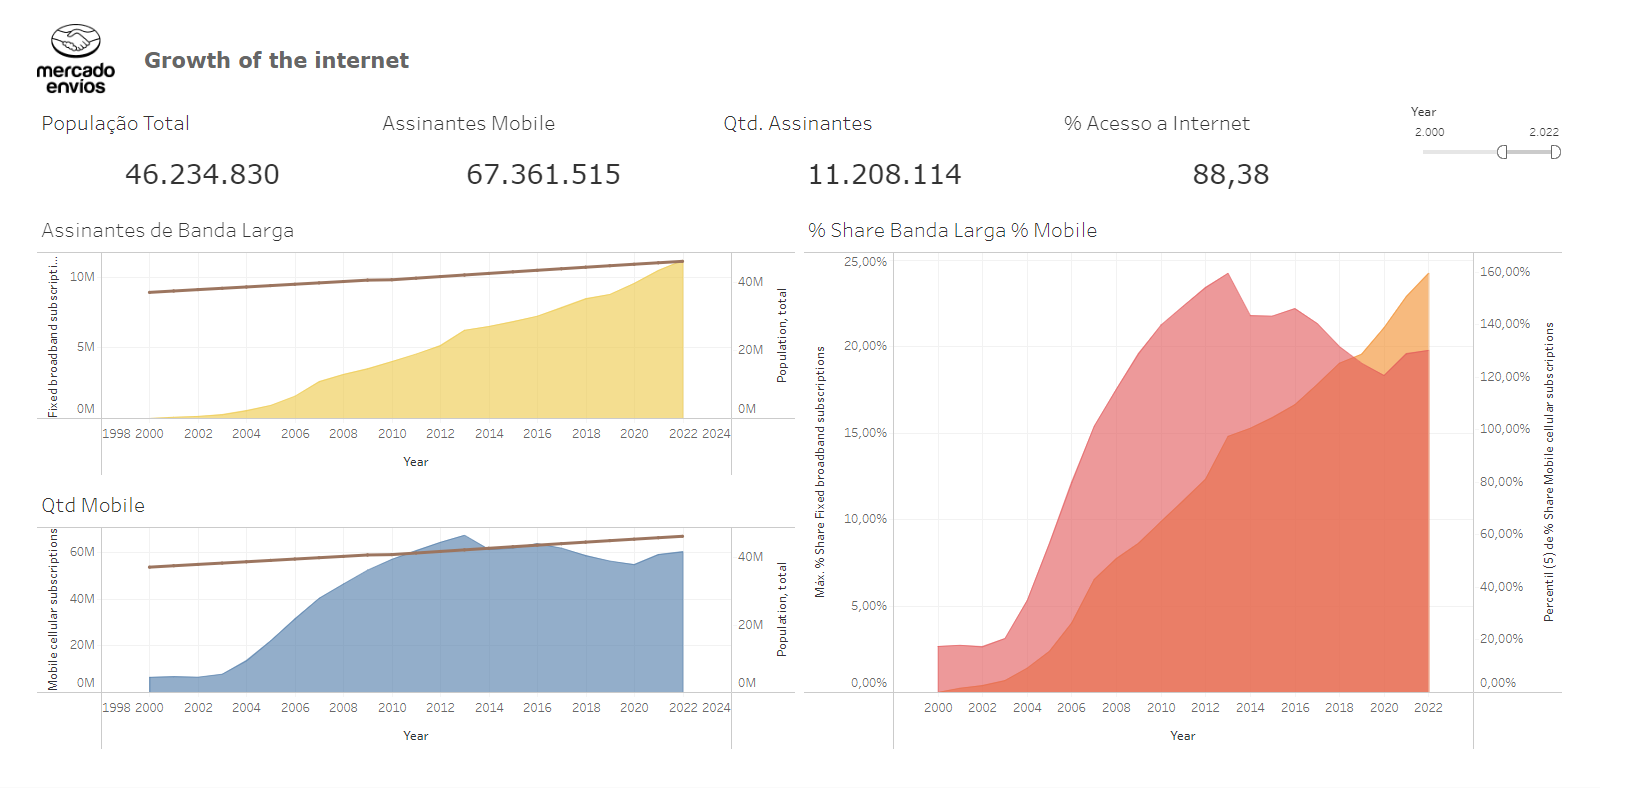 mercado
envios
Growth of the internet
População Total
Assinantes Mobile
Qtd. Assinantes
% Acesso a Internet
Year
2.000
2.022
46.234.830
67.361.515
11.208.114
88,38
Assinantes de Banda Larga
Fixed broadband subscripti...
10M
5M
0M
40M
20M
0M
Population, total
1998 2000 2002 2004 2006 2008 2010 2012 2014 2016 2018 2020 2022 2024
Year
Qtd Mobile
Mobile cellular subscriptions
60M
40M
20M
0M
40M
20M
0M
Population, total
1998 2000 2002 2004 2006 2008 2010 2012 2014 2016 2018 2020 2022 2024
Year
% Share Banda Larga % Mobile
Máx. % Share Fixed broadband subscriptions
25,00%
20,00%
15,00%
10,00%
5,00%
0,00%
160,00%
140,00%
120,00%
100,00%
80,00%
60,00%
40,00%
20,00%
0,00%
Percentil (5) de % Share Mobile cellular subscriptions
2000 2002 2004 2006 2008 2010 2012 2014 2016 2018 2020 2022
Year